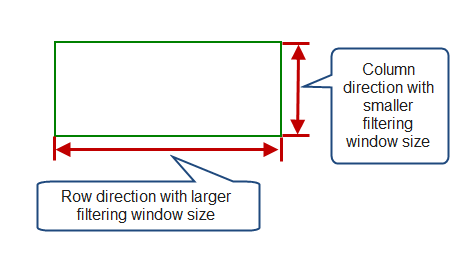 Column
direction with
smaller
filtering
window size
Row direction with larger
filtering window size